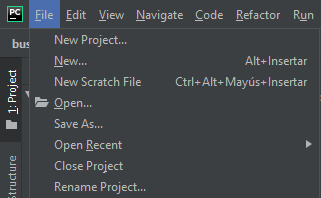 PC File Edit View Navigate Code Refactor Run
bus
New Project...
New... Alt+Insertar
New Scratch File Ctrl+Alt+Mayús+Insertar
Open...
Save As...
Open Recent
Close Project
Rename Project...
1: Project
Structure